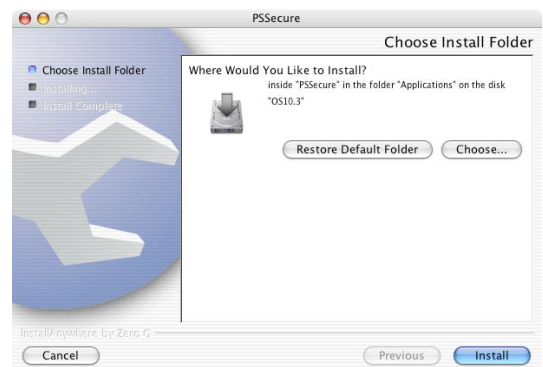 PSSecure
Choose Install Folder
Choose Install Folder
Installing...
Install Complete
Where Would You Like to Install?
inside "PSSecure" in the folder "Applications" on the disk
"OS10.3"
Restore Default Folder
Choose...
InstallAnywhere by Zero G
Cancel
Previous
Install